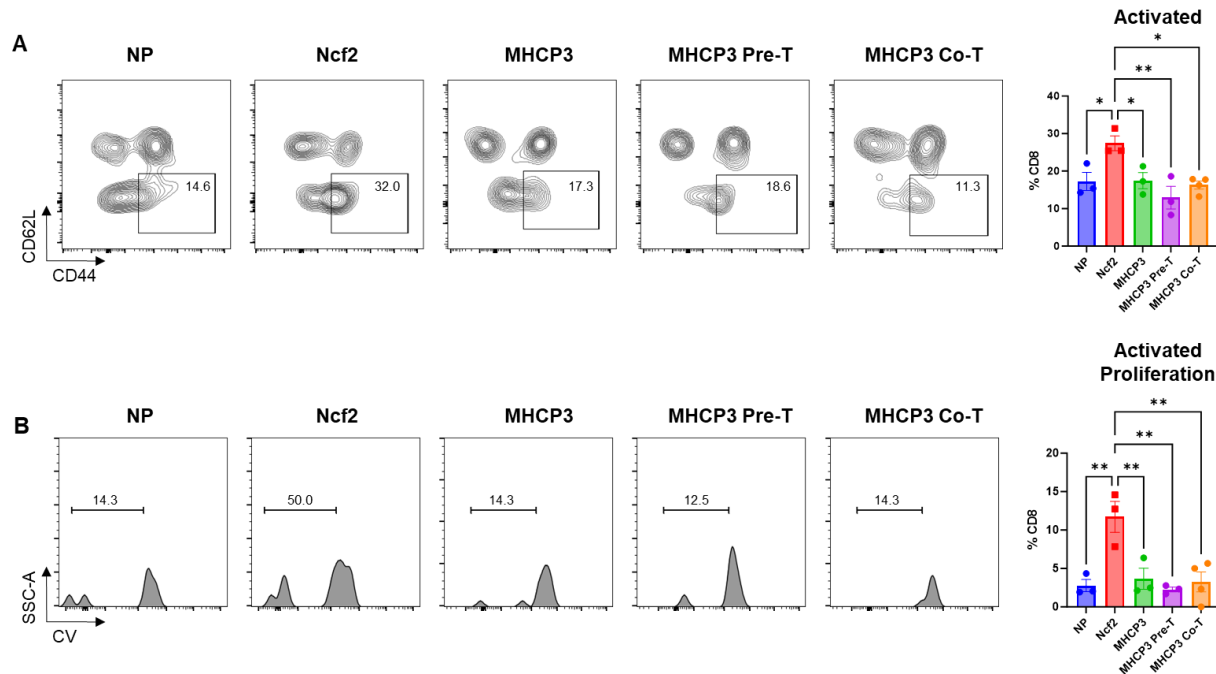 Activated
A
NP Ncf2 MHCP3 MHCP3 Pre-T MHCP3 Co-T
* ** * * *
40
30
20
10
0
% CD8
14.6 32.0 17.3 18.6 11.3
CD62L
CD44
NP Ncf2 MHCP3 MHCP3 Pre-T MHCP3 Co-T
Activated
Proliferation
B
NP Ncf2 MHCP3 MHCP3 Pre-T MHCP3 Co-T
** ** ** **
20
15
10
5
0
% CD8
14.3 50.0 14.3 12.5 14.3
SSC-A
CV
NP Ncf2 MHCP3 MHCP3 Pre-T MHCP3 Co-T